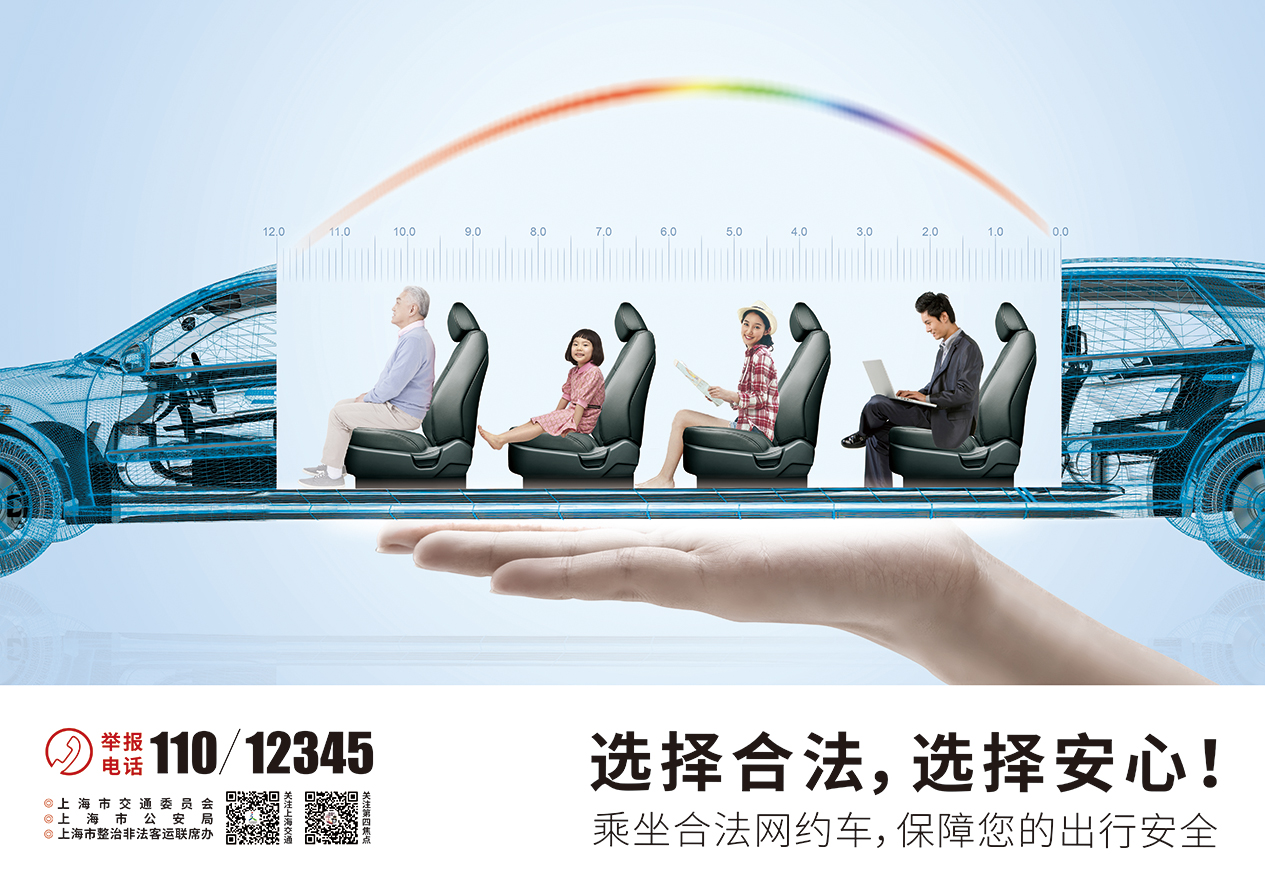 12.0 11.0 10.0 9.0 8.0 7.0 6.0 5.0 4.0 3.0 2.0 1.0 0.0
举报电话 110/12345
上海市交通委员会
上海市公安局
上海市整治非法客运联席办
关注上海交通
关注第四焦点
选择合法，选择安心！
乘坐合法网约车，保障您的出行安全